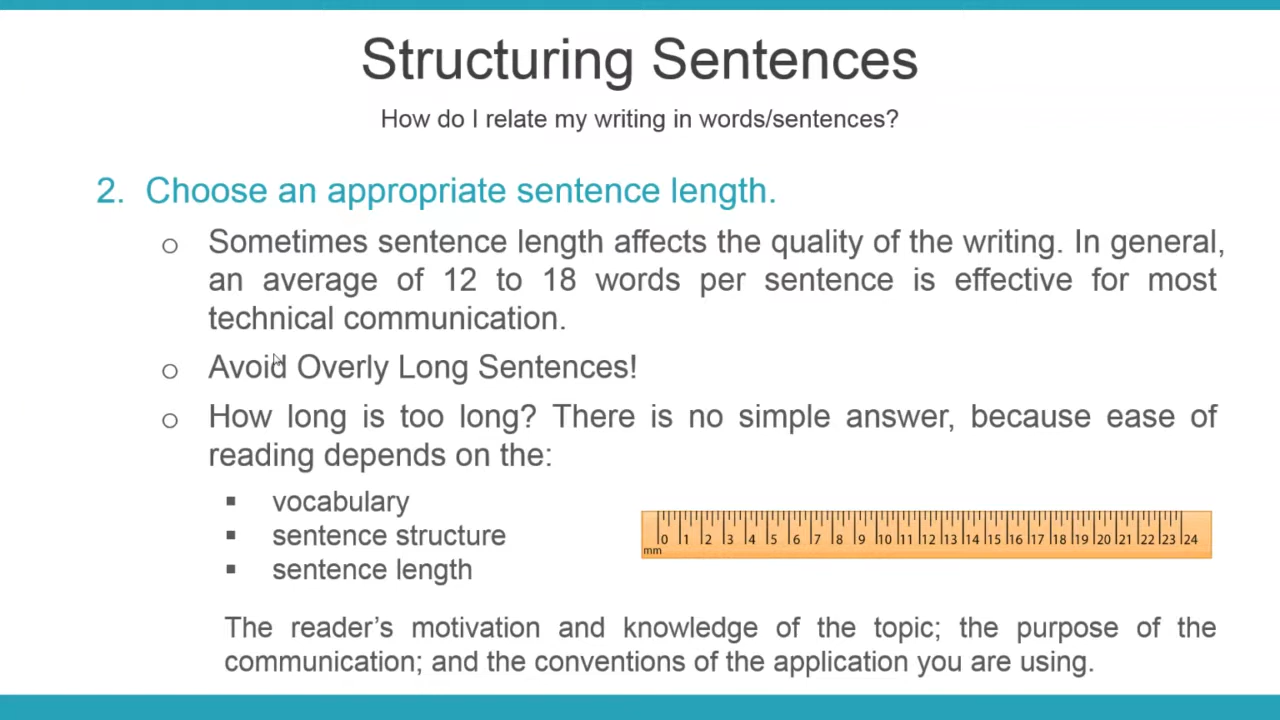 Structuring Sentences
How do I relate my writing in words/sentences?
2. Choose an appropriate sentence length.
o Sometimes sentence length affects the quality of the writing. In general,
an average of 12 to 18 words per sentence is effective for most
technical communication.
o Avoid Overly Long Sentences!
o How long is too long? There is no simple answer, because ease of
reading depends on the:
▪ vocabulary
▪ sentence structure
▪ sentence length
0 1 2 3 4 5 6 7 8 9 10 11 12 13 14 15 16 17 18 19 20 21 22 23 24
mm
The reader’s motivation and knowledge of the topic; the purpose of the
communication; and the conventions of the application you are using.